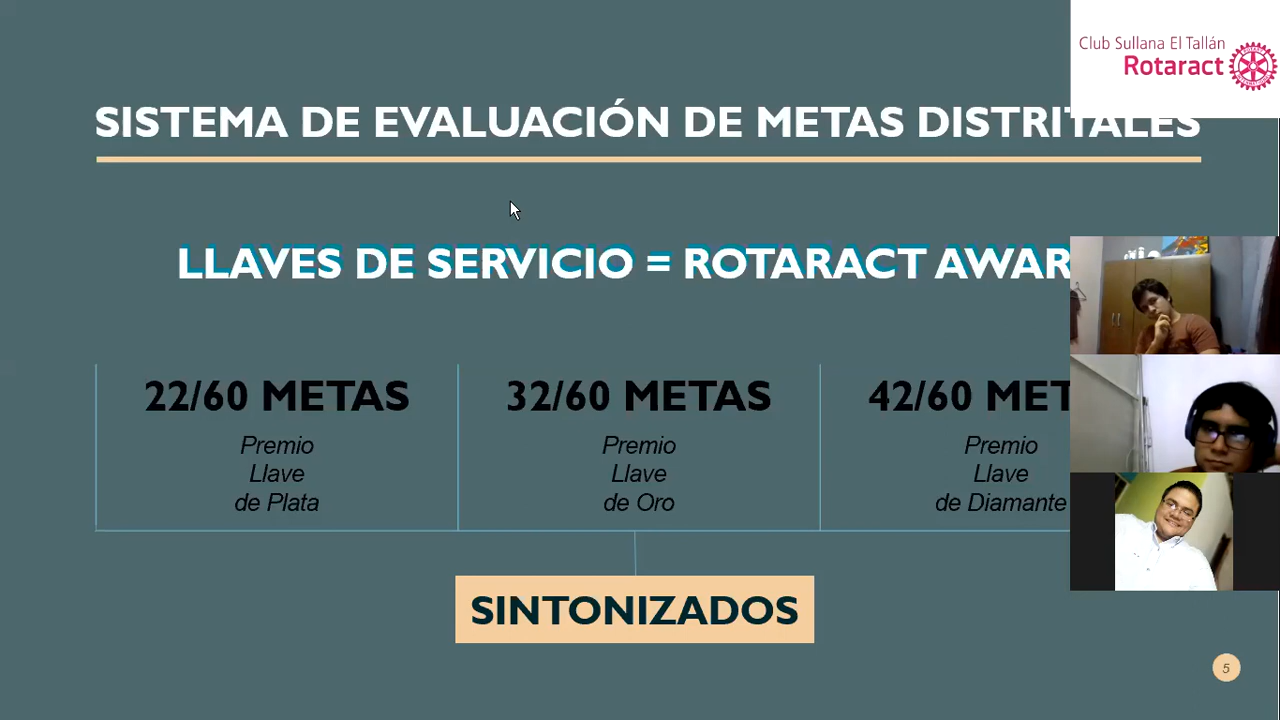 Club Sullana El Tallán
Rotaract
SISTEMA DE EVALUACIÓN DE METAS DISTRITALES
LLAVES DE SERVICIO = ROTARACT AWAR
22/60 METAS
Premio
Llave
de Plata
32/60 METAS
Premio
Llave
de Oro
42/60 MET
Premio
Llave
de Diamante
SINTONIZADOS
5